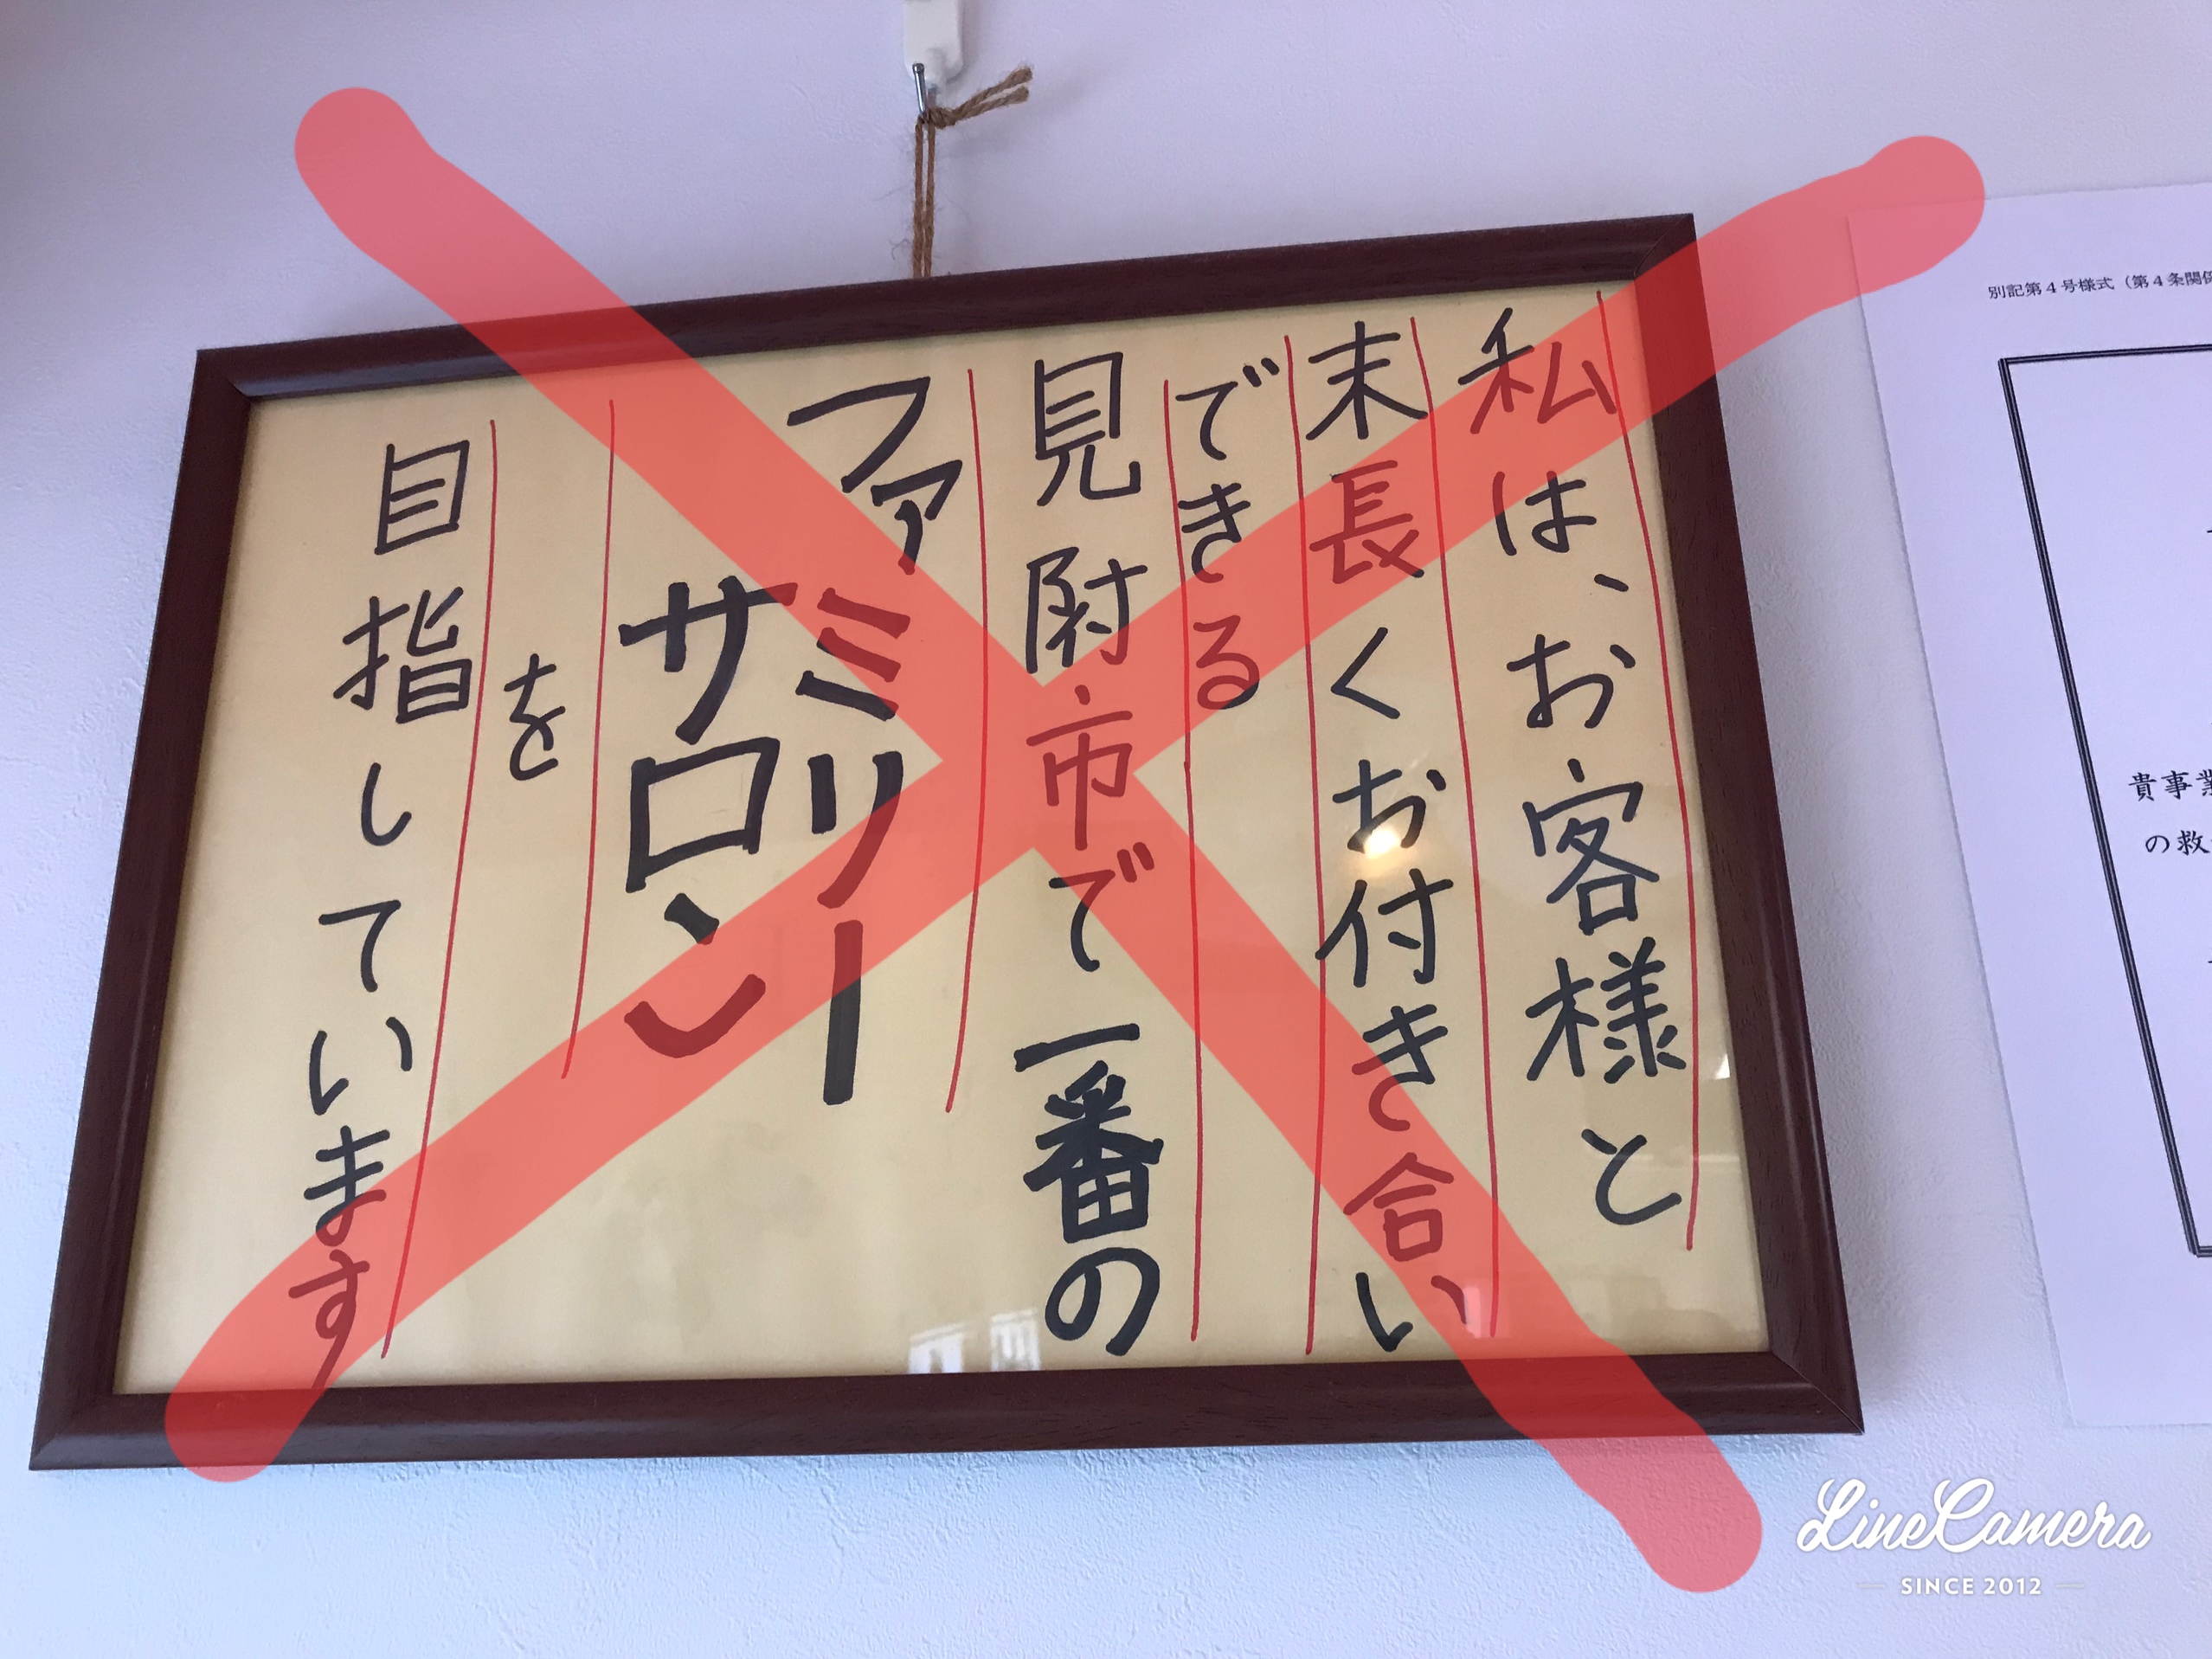 私は、お客様と
末長くお付き合い
できる
見附市で一番の
ファミリー
サロン
を
目指しています
別記第4号様式(第4条関係
貴事業
の救
LineCamera
SINCE 2012